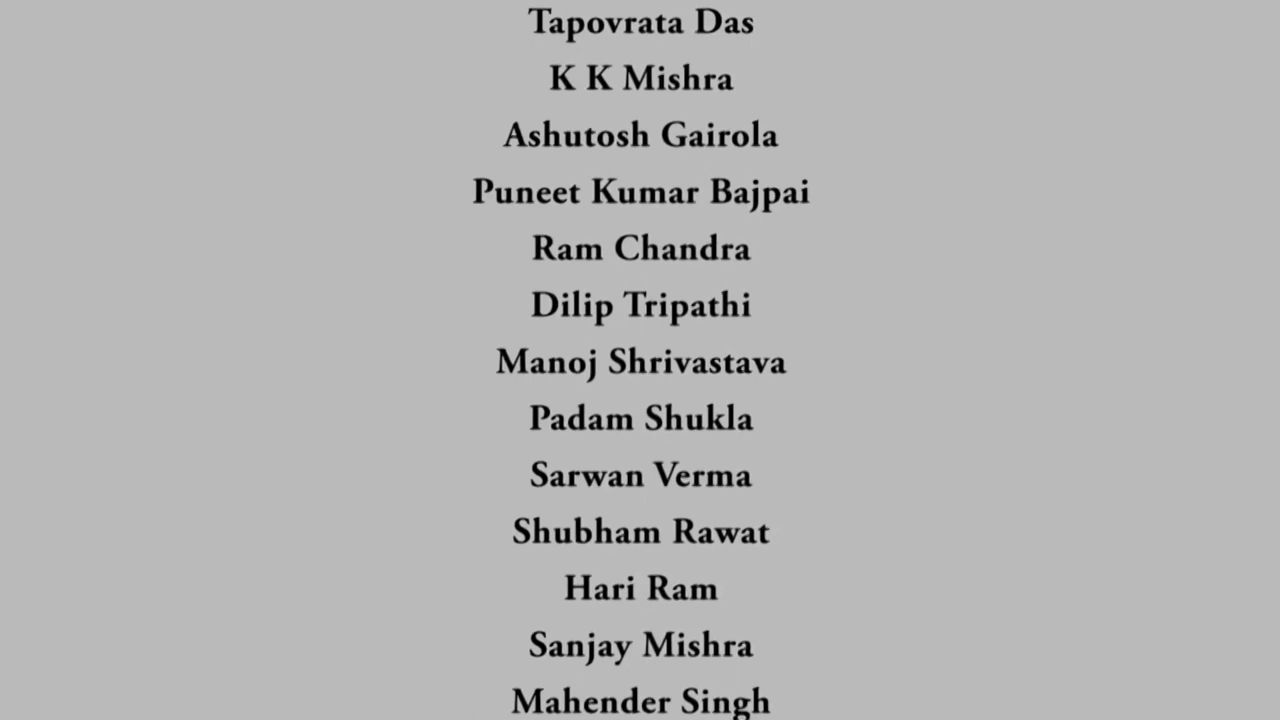 Tapovrata Das
K K Mishra
Ashutosh Gairola
Puneet Kumar Bajpai
Ram Chandra
Dilip Tripathi
Manoj Shrivastava
Padam Shukla
Sarwan Verma
Shubham Rawat
Hari Ram
Sanjay Mishra
Mahender Singh